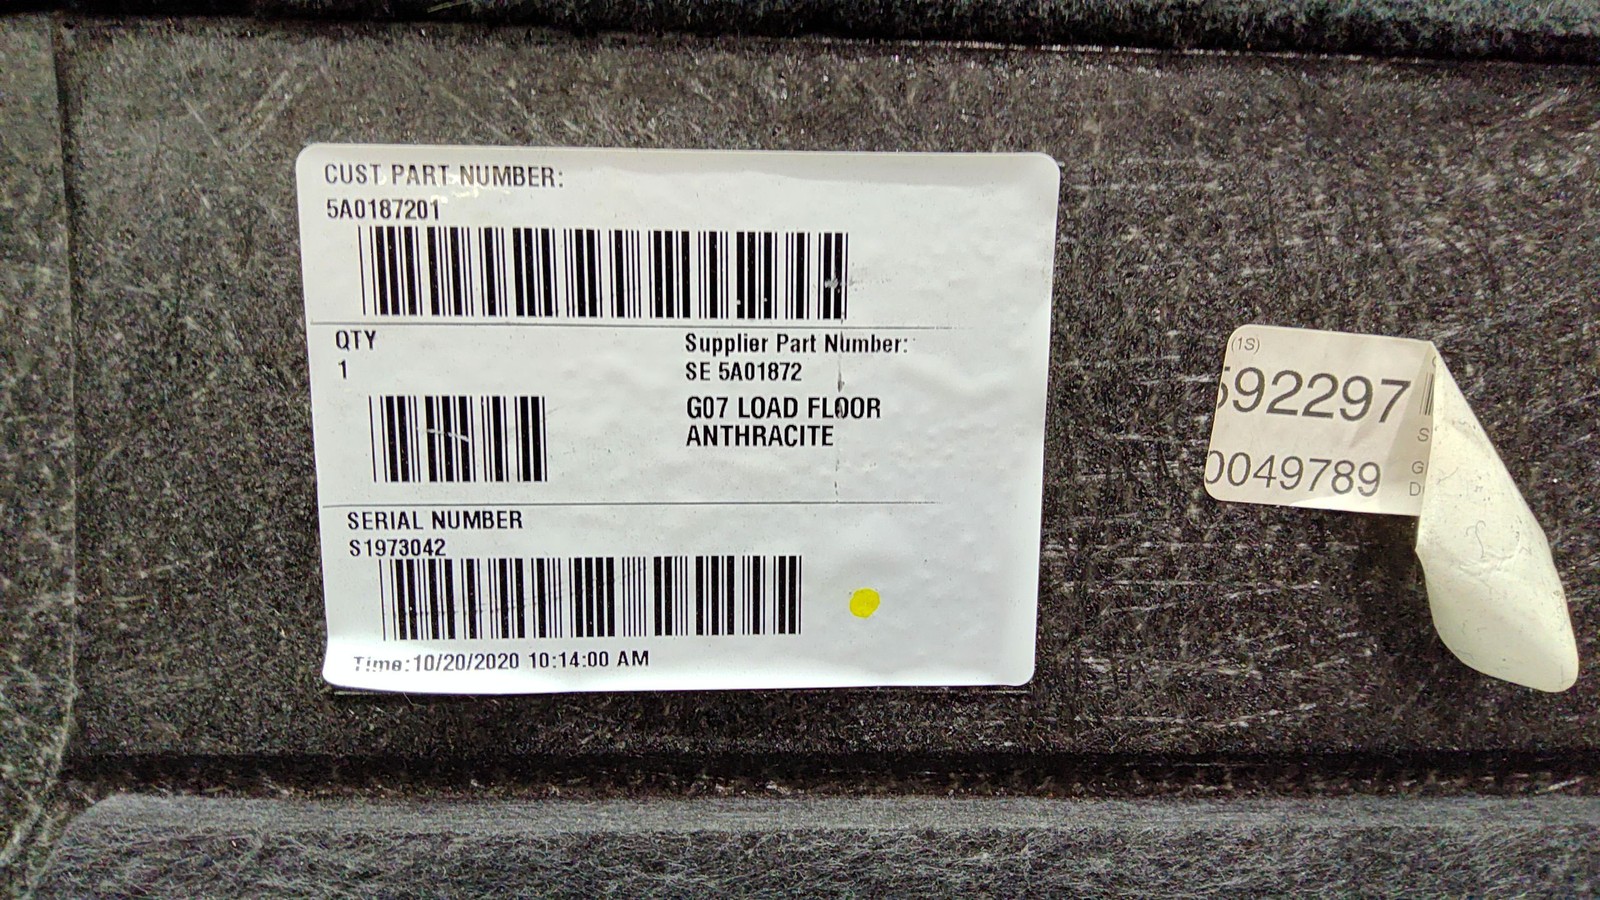 CUST PART NUMBER:
5A0187201
QTY
1
Supplier Part Number:
SE 5A01872
G07 LOAD FLOOR
ANTHRACITE
SERIAL NUMBER
S1973042
Time:10/20/2020 10:14:00 AM
(1S)
592297
0049789